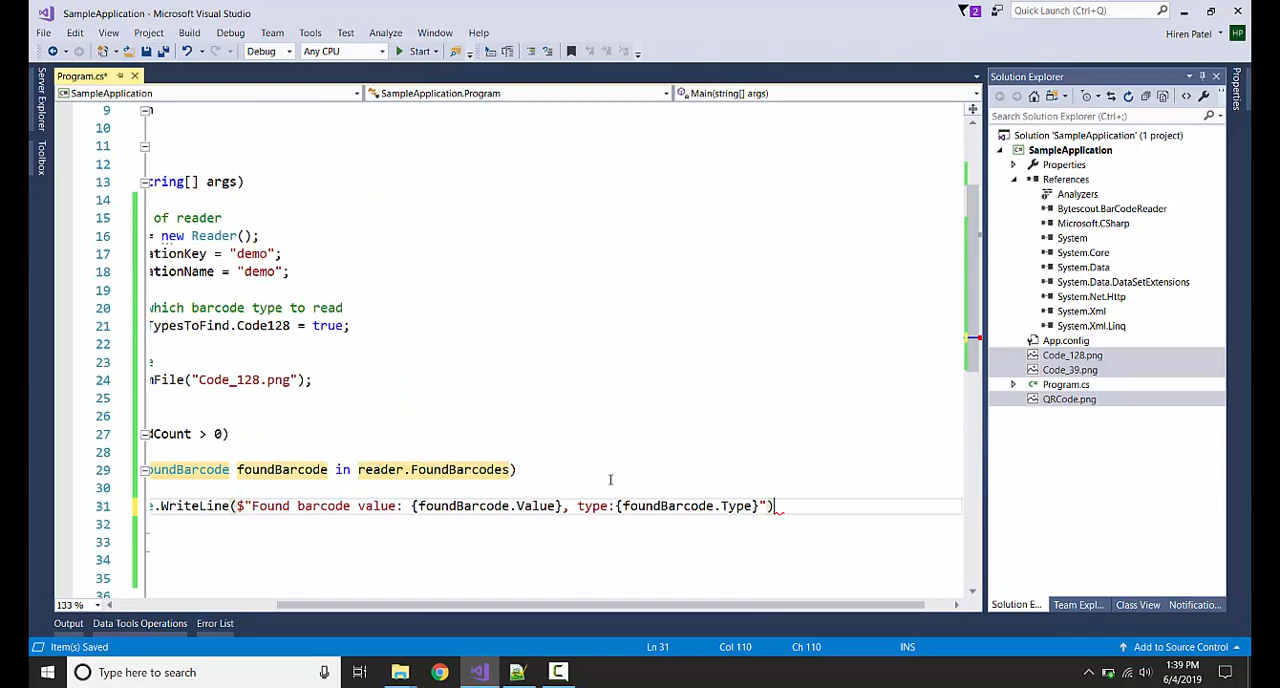 SampleApplication - Microsoft Visual Studio
2
Quick Launch (Ctrl+Q)
File Edit View Project Build Debug Team Tools Test Analyze Window Help
Hiren Patel HP
Debug Any CPU Start
Program.cs*
Solution Explorer
SampleApplication SampleApplication.Program Main(string[] args)
Search Solution Explorer (Ctrl+;)
Server Explorer
Toolbox
Properties
9
10
11
12
13 tring[] args)
14
15 of reader
16 = new Reader();
17 ationKey = "demo";
18 ationName = "demo";
19
20 which barcode type to read
21 TypesToFind.Code128 = true;
22
23 e
24 mFile("Code_128.png");
25
26
27 dCount > 0)
28
29 oundBarcode foundBarcode in reader.FoundBarcodes)
30
31 e.WriteLine($"Found barcode value: {foundBarcode.Value}, type:{foundBarcode.Type}")
32
33
34
35
36
133 %
Solution 'SampleApplication' (1 project)
SampleApplication
Properties
References
Analyzers
Bytescout.BarCodeReader
Microsoft.CSharp
System
System.Core
System.Data
System.Data.DataSetExtensions
System.Net.Http
System.Xml
System.Xml.Linq
App.config
Code_128.png
Code_39.png
Program.cs
QRCode.png
Solution E... Team Expl... Class View Notificatio...
Output Data Tools Operations Error List
Item(s) Saved Ln 31 Col 110 Ch 110 INS Add to Source Control
Type here to search
1:39 PM
6/4/2019